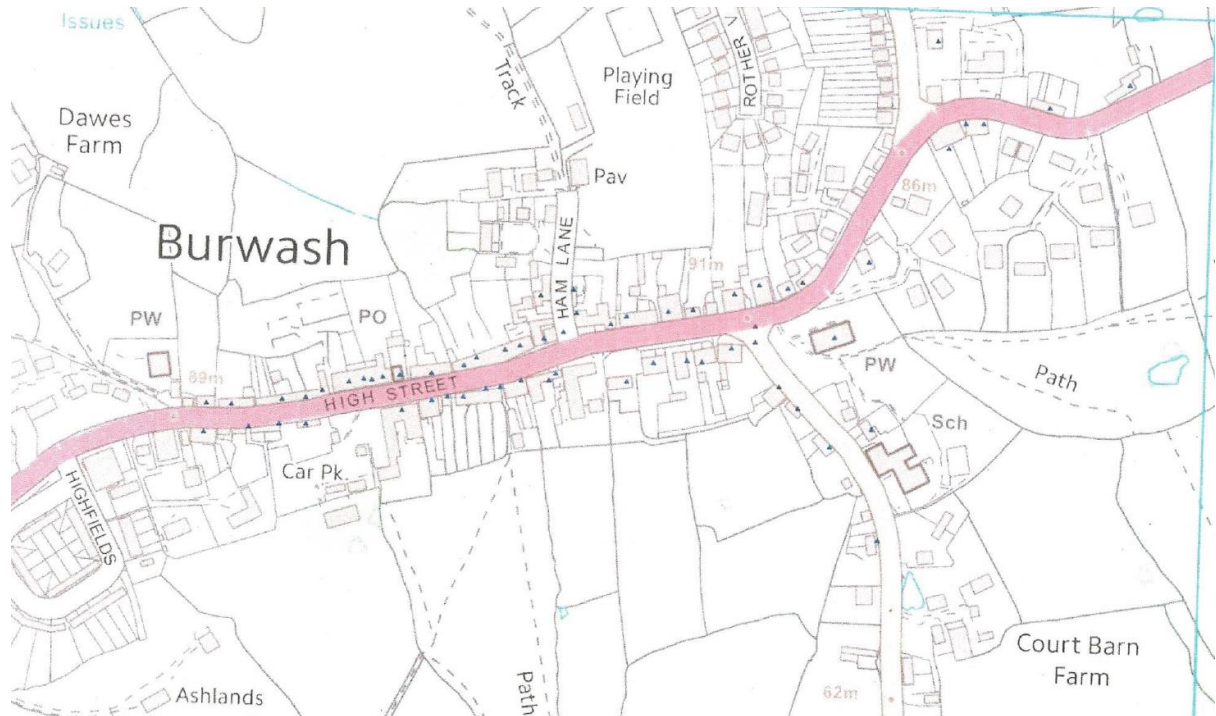 Issues
Track
Playing
Field
ROTHER V
Dawes
Farm
Pav
86m
Burwash
HAM LANE
91m
PW
PO
PW
Path
89m
HIGH STREET
Sch
Car Pk
HIGHFIELDS
Court Barn
Farm
Ashlands
Path
62m